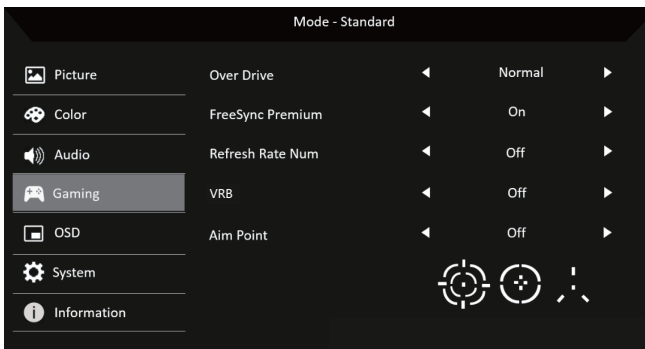 Mode - Standard
Picture
Over Drive Normal
Color
FreeSync Premium On
Audio
Refresh Rate Num Off
Gaming
VRB Off
OSD
Aim Point Off
System
Information